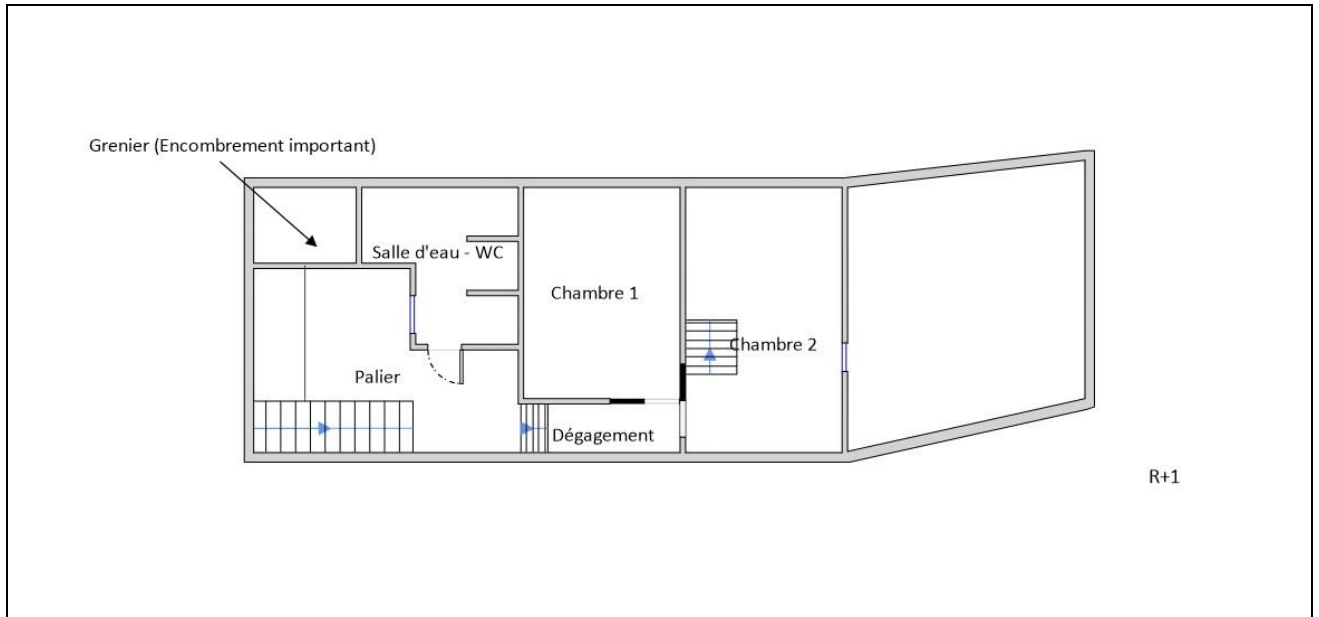 Grenier (Encombrement important)
Salle d'eau - WC
Chambre 1
Chambre 2
Palier
Dégagement
R+1